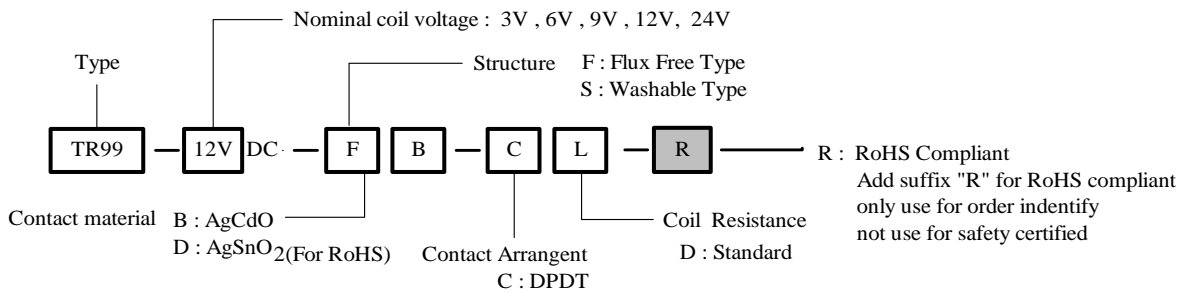 Nominal coil voltage : 3V , 6V , 9V , 12V, 24V
Type
Structure F : Flux Free Type
S : Washable Type
TR99 12V DC F B C L R
R : RoHS Compliant
Add suffix "R" for RoHS compliant
only use for order indentify
not use for safety certified
Contact material B : AgCdO
D : AgSnO2(For RoHS)
Contact Arrangent
C : DPDT
Coil Resistance
D : Standard